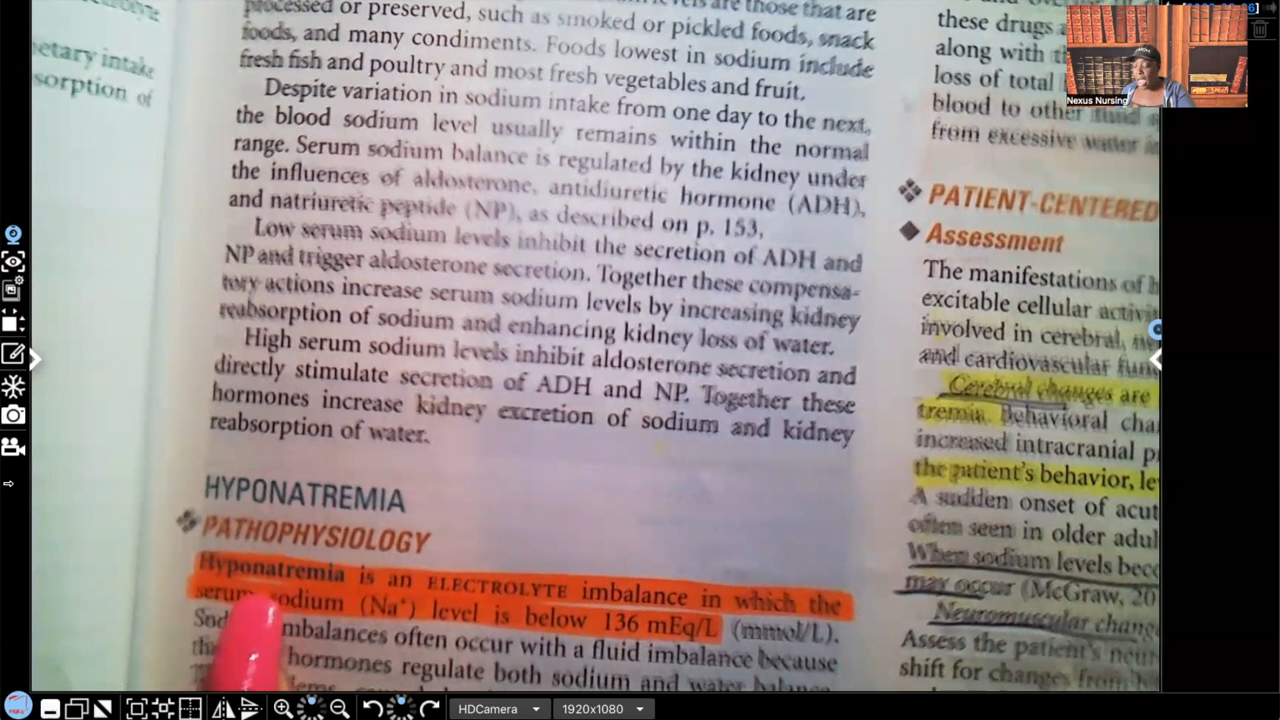 etary intake
sorption of
processed or preserved, such as smoked or pickled foods, snack
foods, and many condiments. Foods lowest in sodium include
fresh fish and poultry and most fresh vegetables and fruit.
Despite variation in sodium intake from one day to the next,
the blood sodium level usually remains within the normal
range. Serum sodium balance is regulated by the kidney under
the influences of aldosterone, antidiuretic hormone (ADH),
and natriuretic peptide (NP), as described on p. 153,
Low serum sodium levels inhibit the secretion of ADH and
NP and trigger aldosterone secretion. Together these compensa-
tory actions increase serum sodium levels by increasing kidney
reabsorption of sodium and enhancing kidney loss of water.
High serum sodium levels inhibit aldosterone secretion and
directly stimulate secretion of ADH and NP. Together these
hormones increase kidney excretion of sodium and kidney
reabsorption of water.
HYPONATREMIA
❖ PATHOPHYSIOLOGY
Hyponatremia is an ELECTROLYTE imbalance in which the
serum sodium (Na⁺) level is below 136 mEq/L (mmol/L).
mbalances often occur with a fluid imbalance because
hormones regulate both sodium and water balance
these drugs
along with
loss of total
blood to other fluid
from excessive water
❖ PATIENT-CENTERED
◆ Assessment
The manifestations of
excitable cellular
involved in cerebral,
and cardiovascular
Cerebral changes are
tremia. Behavioral
increased intracranial
the patient's behavior,
A sudden onset of
often seen in older
When sodium levels
may occur (McGraw, 20
Neuromuscular
Assess the patient's
shift for changes from
Nexus Nursing
HDCamera
1920x1080